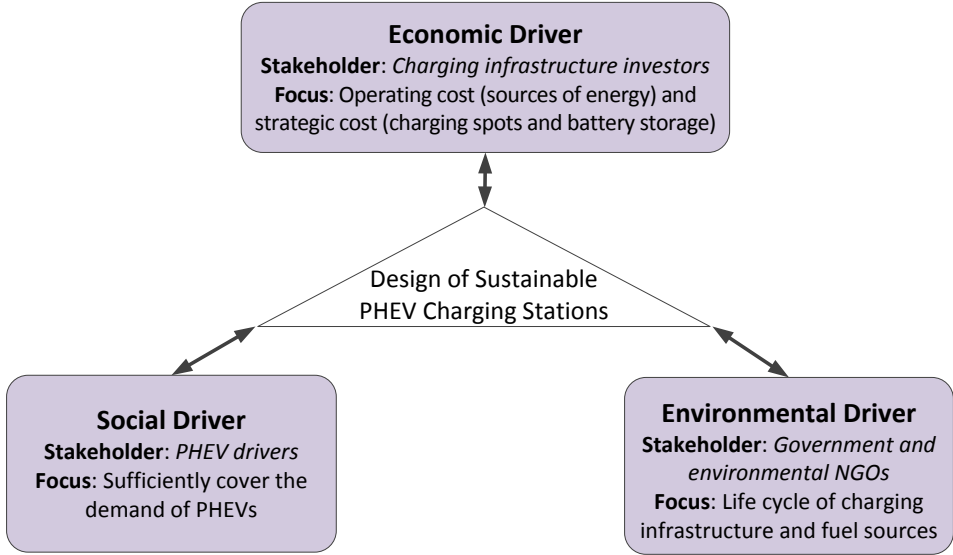 Economic Driver
Stakeholder: Charging infrastructure investors
Focus: Operating cost (sources of energy) and
strategic cost (charging spots and battery storage)
Design of Sustainable
PHEV Charging Stations
Social Driver
Stakeholder: PHEV drivers
Focus: Sufficiently cover the
demand of PHEVs
Environmental Driver
Stakeholder: Government and
environmental NGOs
Focus: Life cycle of charging
infrastructure and fuel sources